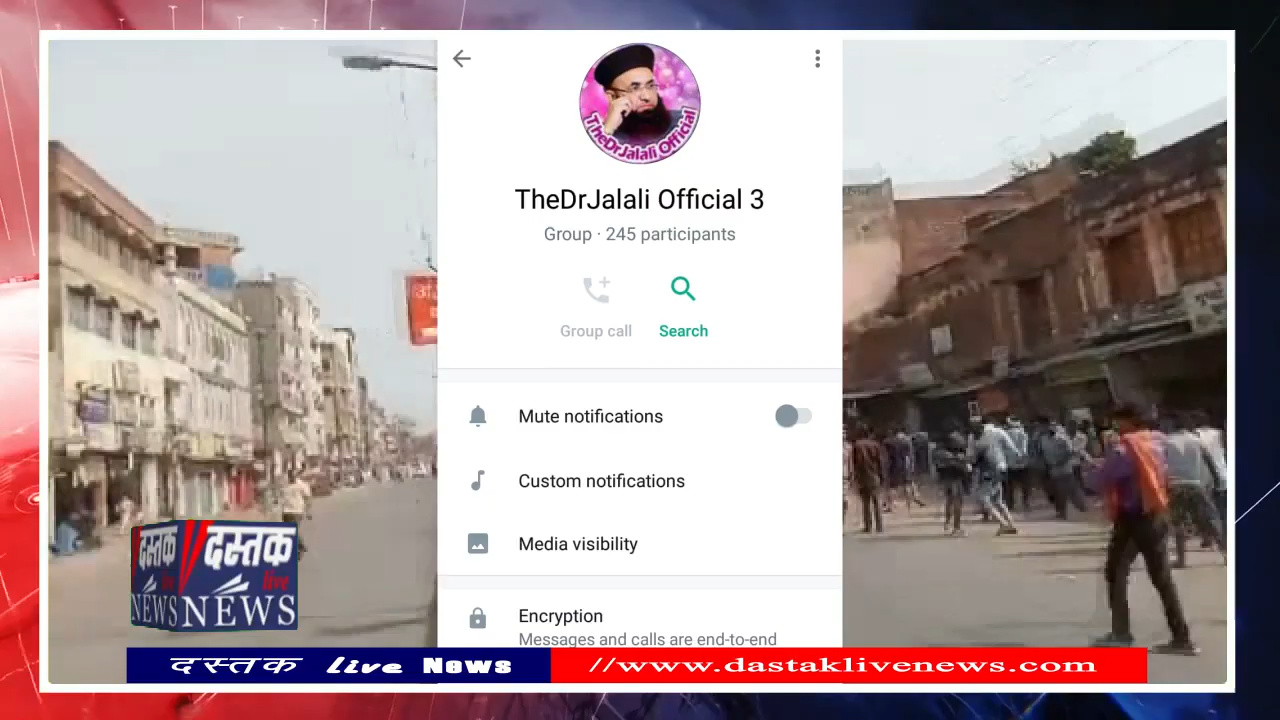 TheDrJalali Official
TheDrJalali Official 3
Group · 245 participants
Group call
Search
Mute notifications
Custom notifications
Media visibility
Encryption
Messages and calls are end-to-end
दस्तक
live
NEWS
दस्तक
live
NEWS
दस्तक live News
//www.dastaklivenews.com